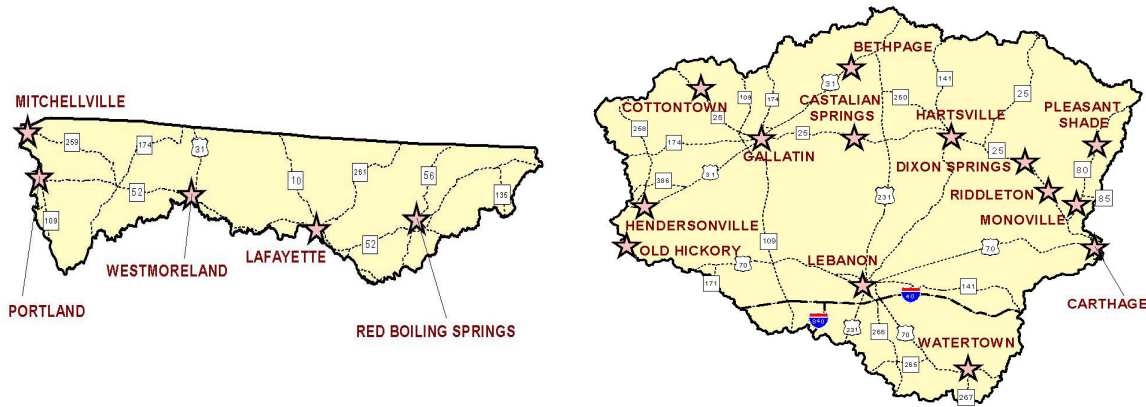 MITCHELLVILLE
259
174
31
10
261
56
135
52
109
52
WESTMORELAND
LAFAYETTE
PORTLAND
RED BOILING SPRINGS
BETHPAGE
141
31
109
174
25
COTTONTOWN
CASTALIAN
SPRINGS
260
HARTSVILLE
PLEASANT
SHADE
258
25
174
25
GALLATIN
25
DIXON SPRINGS
31
386
80
RIDDLETON
231
85
MONOVILLE
HENDERSONVILLE
OLD HICKORY
109
70
70
LEBANON
171
141
40
CARTHAGE
840
231
266
70
WATERTOWN
265
267